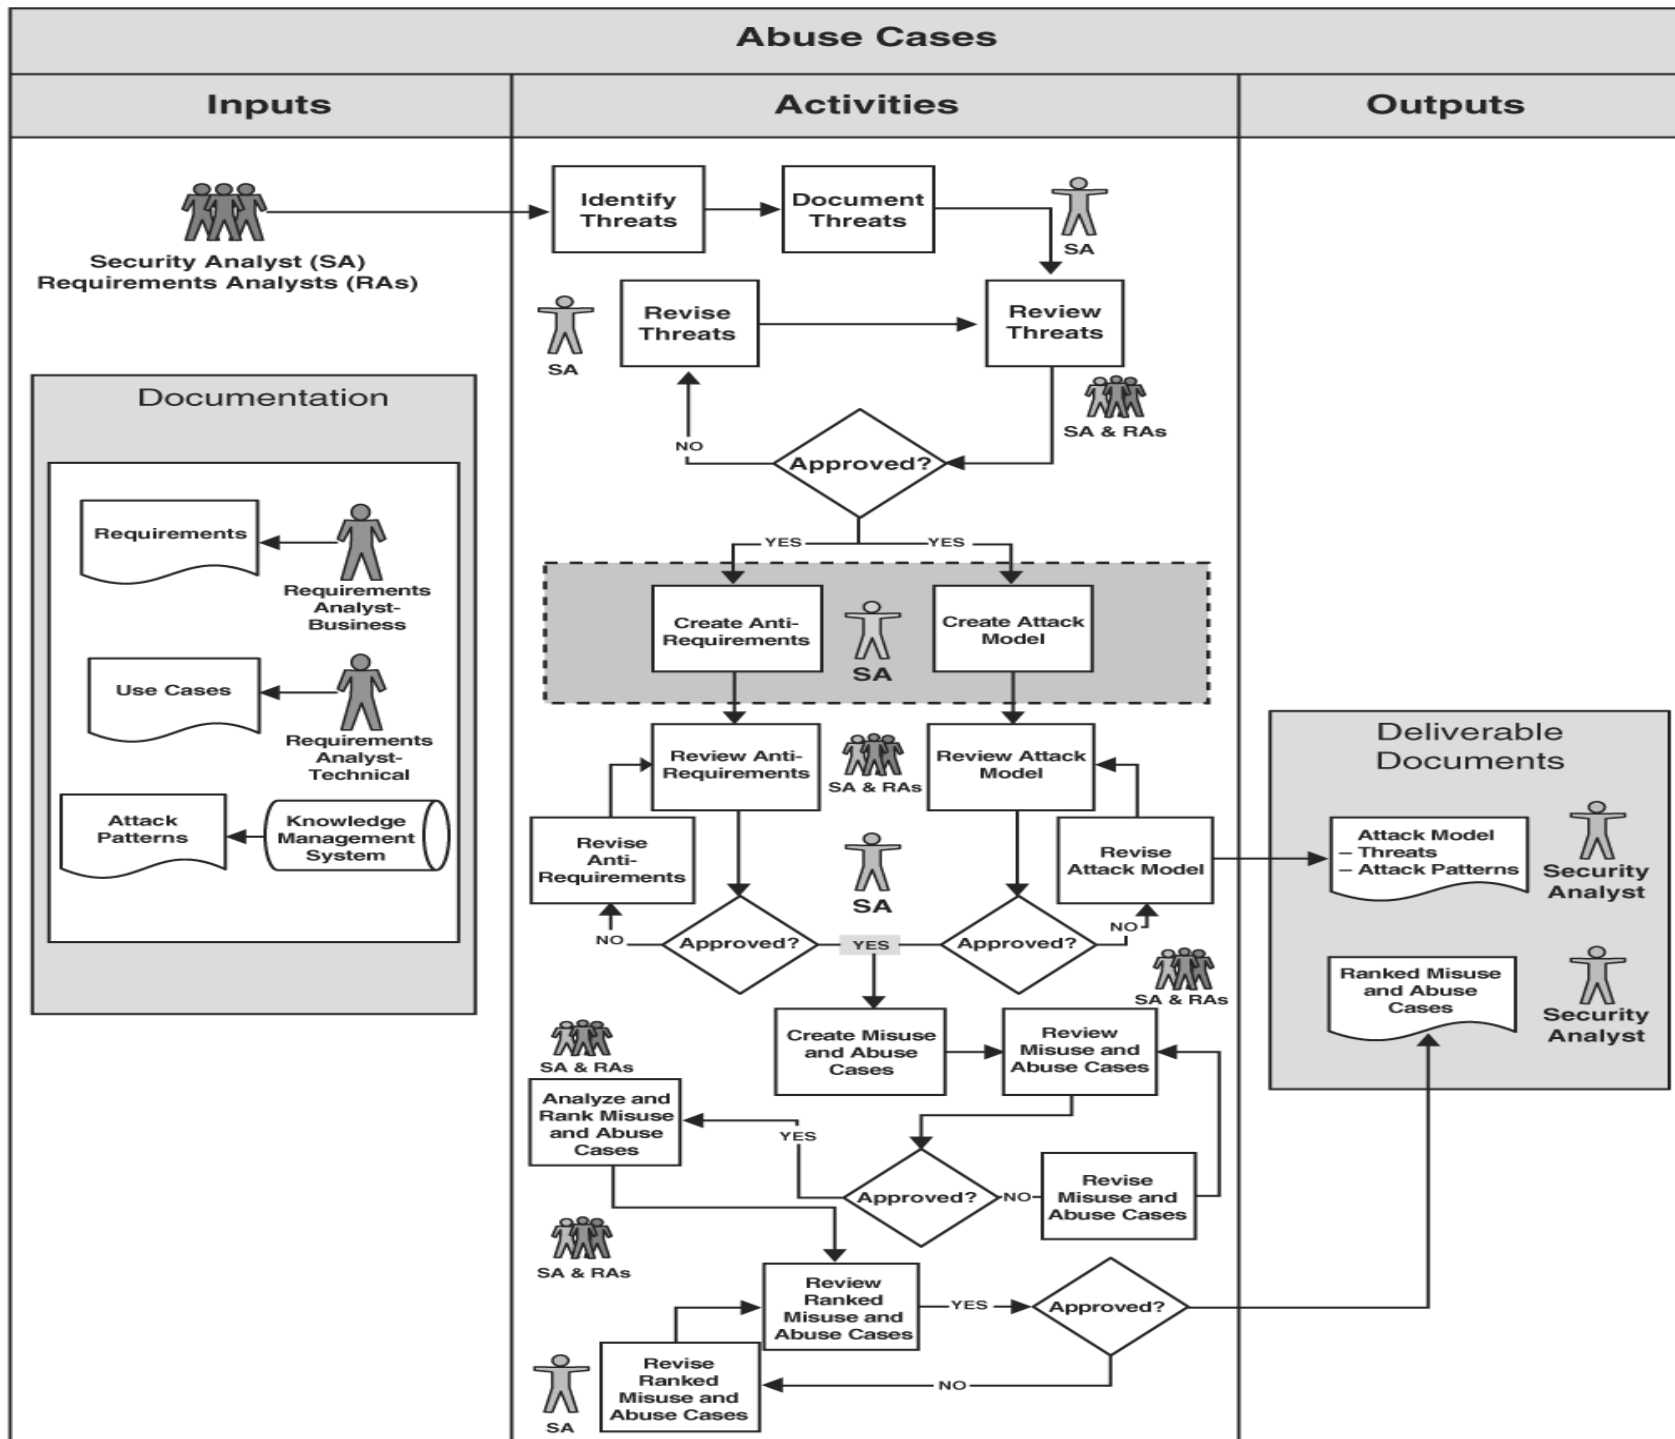 Abuse Cases
Inputs
Activities
Outputs
Security Analyst (SA)
Requirements Analysts (RAs)
Documentation
Requirements
Requirements
Analyst-
Business
Use Cases
Requirements
Analyst-
Technical
Attack
Patterns
Knowledge
Management
System
Identify
Threats
Document
Threats
SA
Revise
Threats
SA
Review
Threats
SA & RAs
NO
Approved?
YES
YES
Create Anti-
Requirements
SA
Create Attack
Model
Review Anti-
Requirements
SA & RAs
Review Attack
Model
Revise
Anti-
Requirements
SA
Revise
Attack Model
NO
Approved?
YES
Approved?
NO
SA & RAs
Create Misuse
and Abuse
Cases
Review
Misuse and
Abuse Cases
SA & RAs
Analyze and
Rank Misuse
and Abuse
Cases
YES
Approved?
NO
Revise
Misuse and
Abuse Cases
SA & RAs
Review
Ranked
Misuse and
Abuse Cases
YES
Approved?
Revise
Ranked
Misuse and
Abuse Cases
NO
SA
Deliverable
Documents
Attack Model
– Threats
– Attack Patterns
Security
Analyst
Ranked Misuse
and Abuse
Cases
Security
Analyst